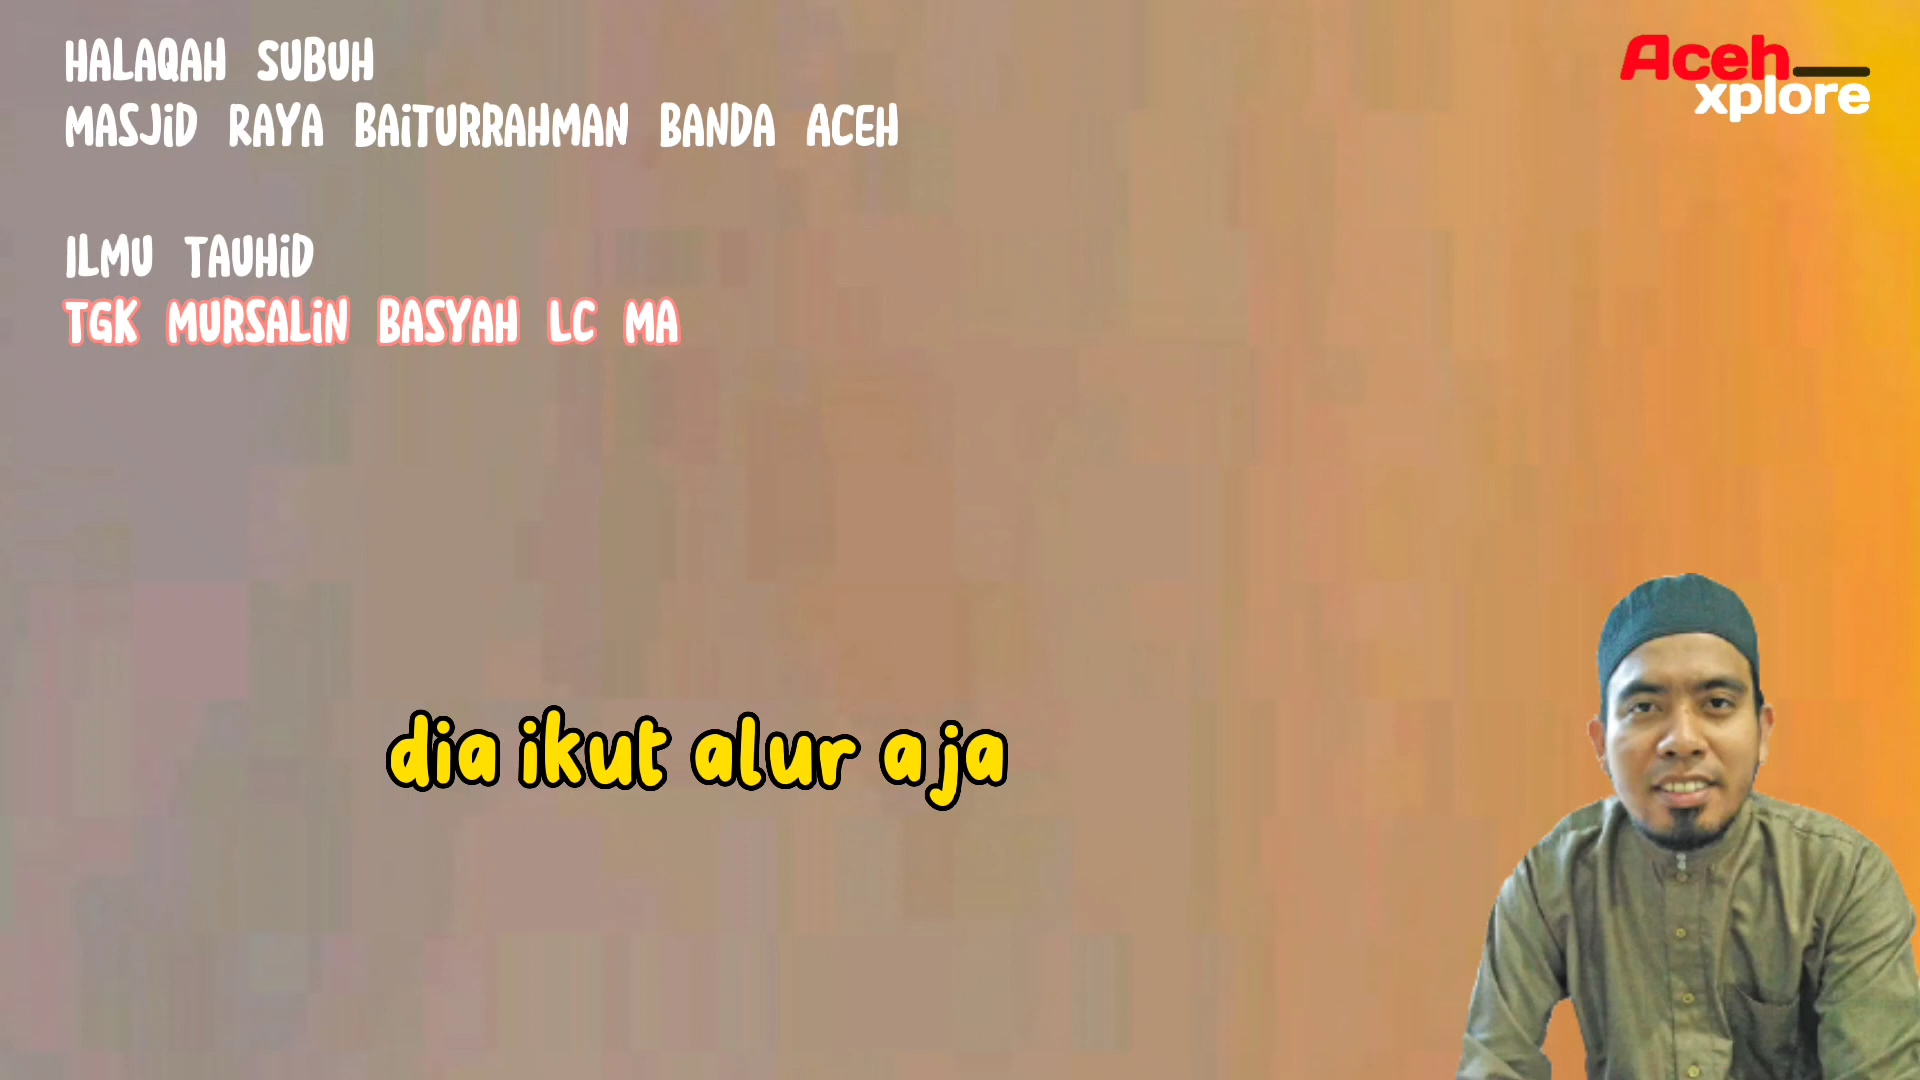 HALAQAH SUBUH
MASJiD RAYA BAiTURRAHMAN BANDA ACEH
ILMU TAUHiD
TGK MURSALiN BASYAH LC MA
Aceh
xplore
dia ikut alur aja